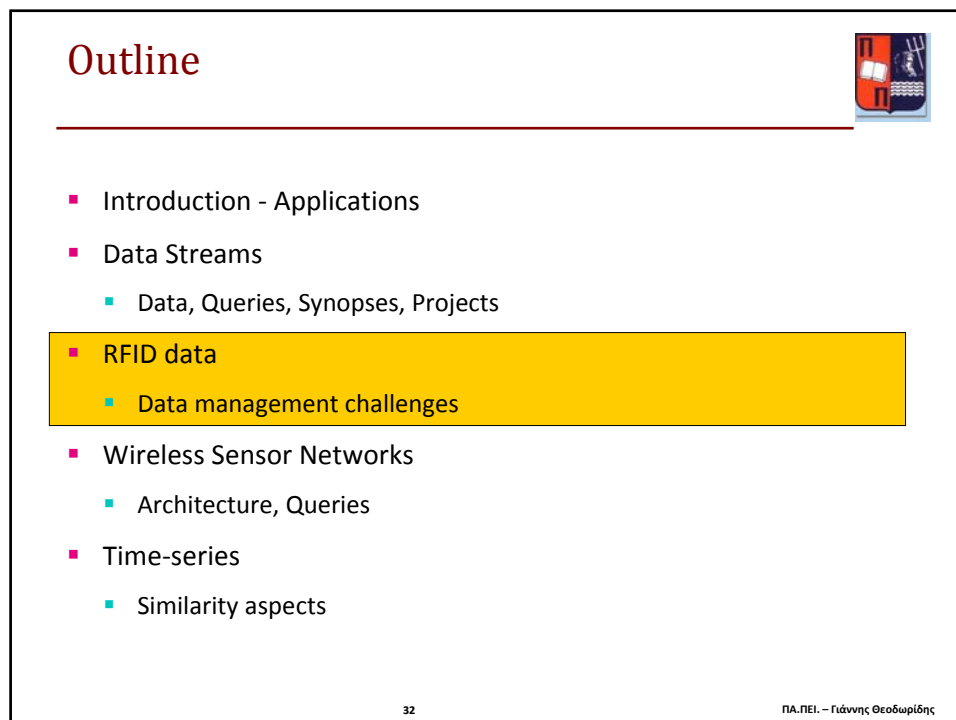 Outline
Π
Π
Introduction - Applications
Data Streams
Data, Queries, Synopses, Projects
RFID data
Data management challenges
Wireless Sensor Networks
Architecture, Queries
Time-series
Similarity aspects
32
ΠΑ.ΠΕΙ. – Γιάννης Θεοδωρίδης